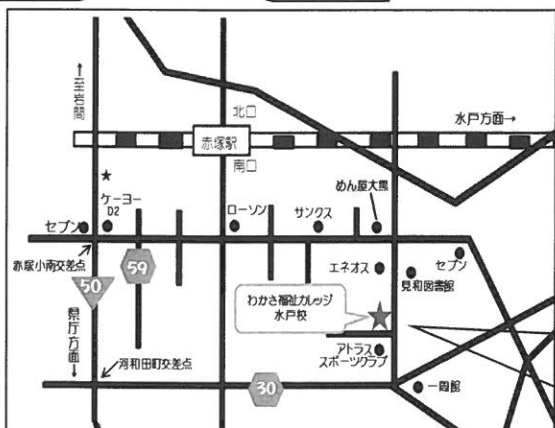 ↑至岩間
北口
水戸方面→
赤塚駅
南口
めん屋大黒
ケーヨー
D2
セブン
ローソン
サンクス
赤塚小南交差点
59
エネオス
セブン
見和図書館
50
わかさ福祉カレッジ
水戸校
県庁方面→
アトラス
スポーツクラブ
河和田町交差点
30
一周館